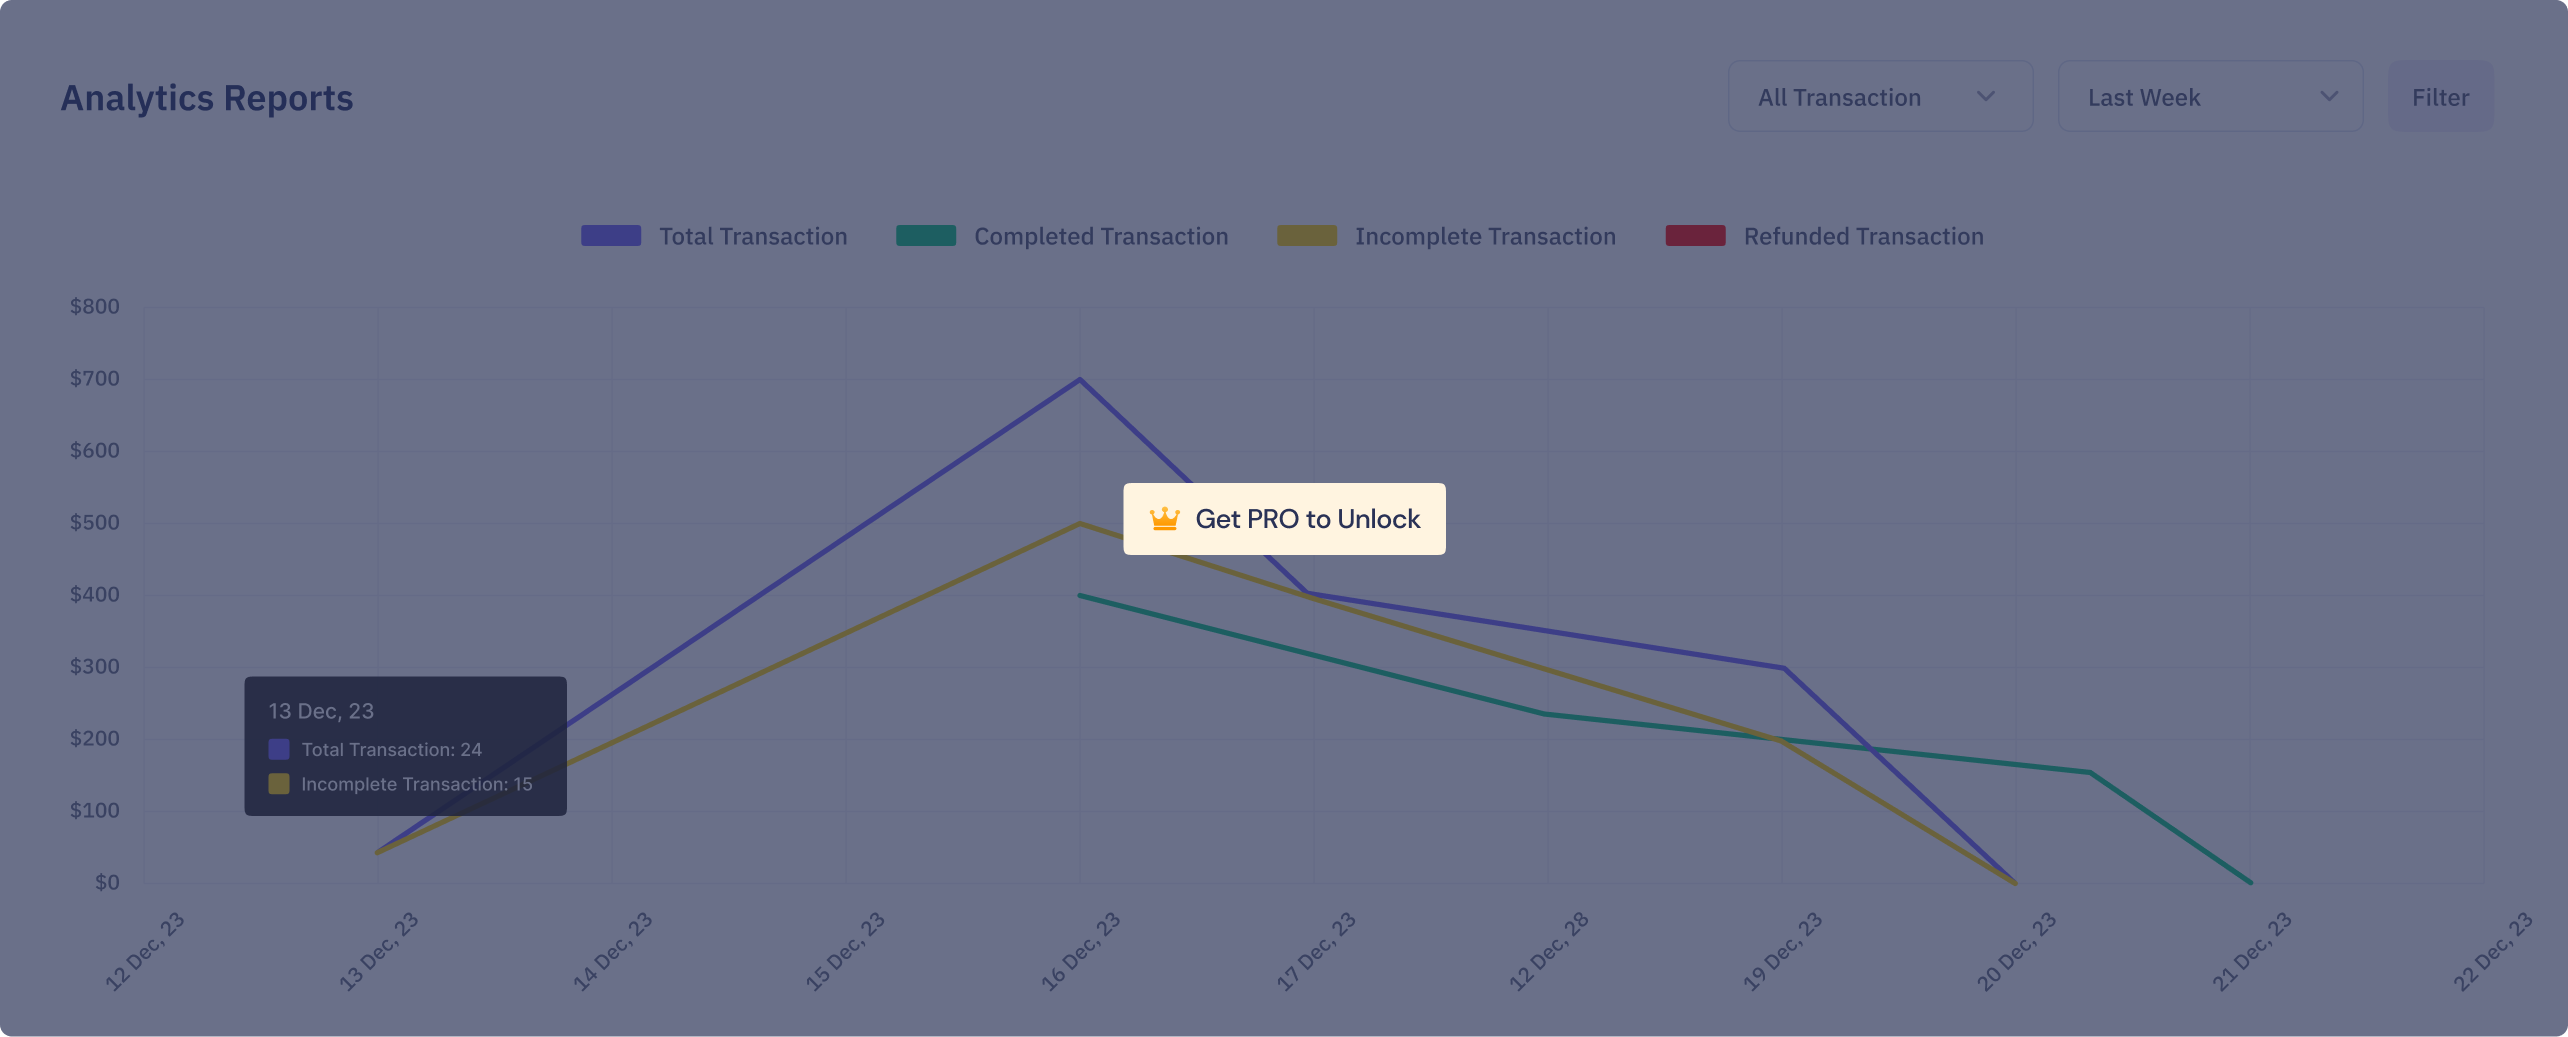 Analytics Reports
All Transaction
Last Week
Filter
Total Transaction
Completed Transaction
Incomplete Transaction
Refunded Transaction
$800
$700
$600
$500
$400
$300
$200
$100
$0
Get PRO to Unlock
13 Dec, 23
Total Transaction: 24
Incomplete Transaction: 15
12 Dec, 23
13 Dec, 23
14 Dec, 23
15 Dec, 23
16 Dec, 23
17 Dec, 23
12 Dec, 28
19 Dec, 23
20 Dec, 23
21 Dec, 23
22 Dec, 23